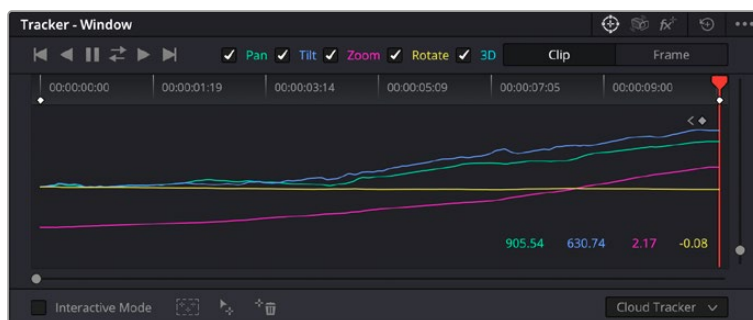 Tracker - Window
Pan Tilt Zoom Rotate 3D Clip Frame
00:00:00:00 00:00:01:19 00:00:03:14 00:00:05:09 00:00:07:05 00:00:09:00
905.54 630.74 2.17 -0.08
Interactive Mode Cloud Tracker